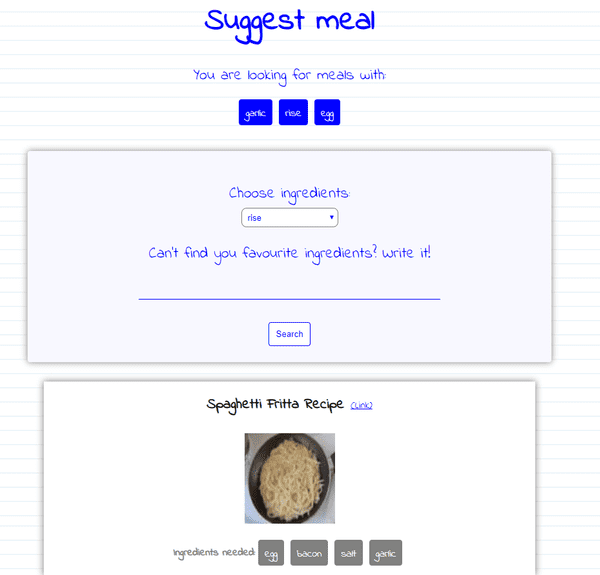 Suggest meal
You are looking for meals with:
garlic rise egg
Choose ingredients:
rise
Can't find you favourite ingredients? Write it!
Search
Spaghetti Fritta Recipe (Link)
Ingredients needed: egg bacon salt garlic